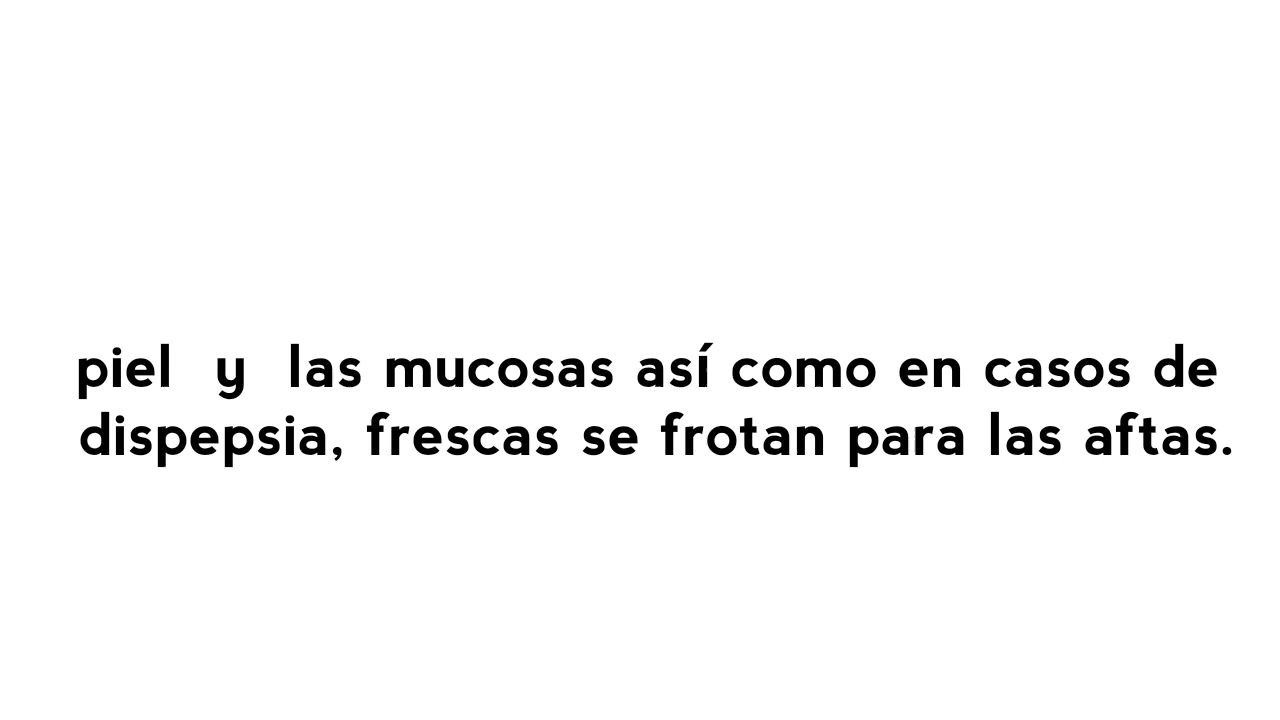 piel y las mucosas así como en casos de
dispepsia, frescas se frotan para las aftas.